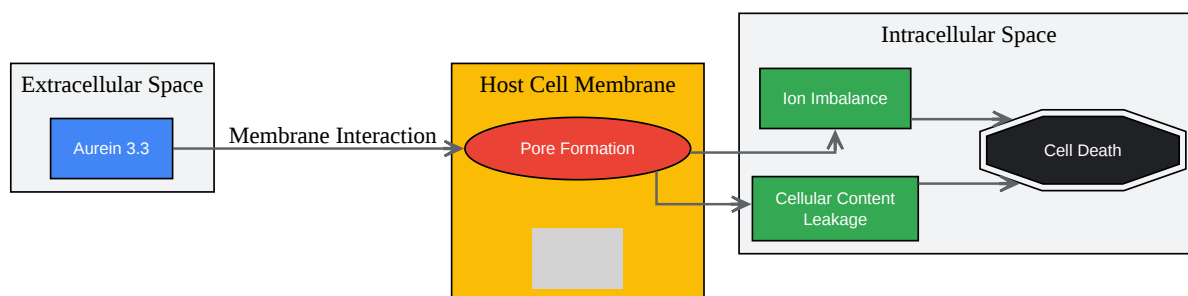 Extracellular Space
Aurein 3.3
Membrane Interaction
Host Cell Membrane
Pore Formation
Intracellular Space
Ion Imbalance
Cellular Content
Leakage
Cell Death